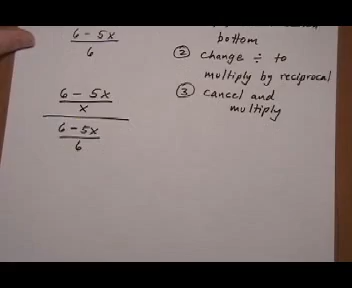 6 - 5x
6
bottom
② change ÷ to
multiply by reciprocal
③ cancel and
multiply
6 - 5x
x
6 - 5x
6